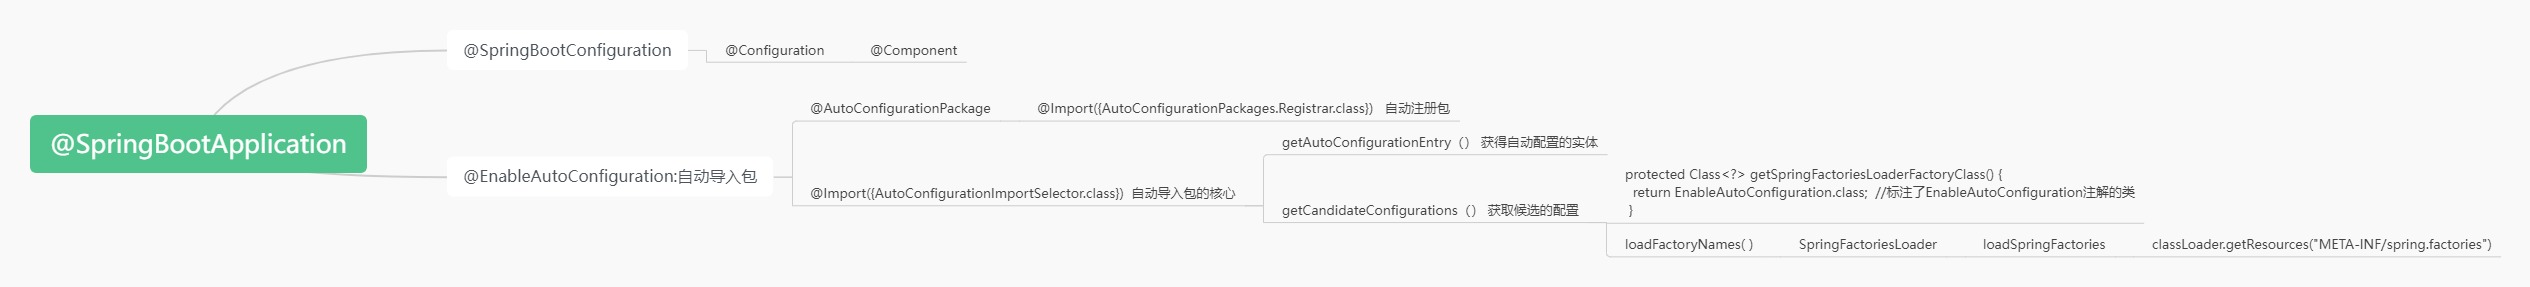 @SpringBootApplication
@SpringBootConfiguration
@Configuration
@Component
@EnableAutoConfiguration:自动导入包
@AutoConfigurationPackage
@Import({AutoConfigurationPackages.Registrar.class}) 自动注册包
@Import({AutoConfigurationImportSelector.class}) 自动导入包的核心
getAutoConfigurationEntry（） 获得自动配置的实体
getCandidateConfigurations（） 获取候选的配置
protected Class<?> getSpringFactoriesLoaderFactoryClass() {
return EnableAutoConfiguration.class; //标注了EnableAutoConfiguration注解的类
}
loadFactoryNames( )
SpringFactoriesLoader
loadSpringFactories
classLoader.getResources("META-INF/spring.factories")